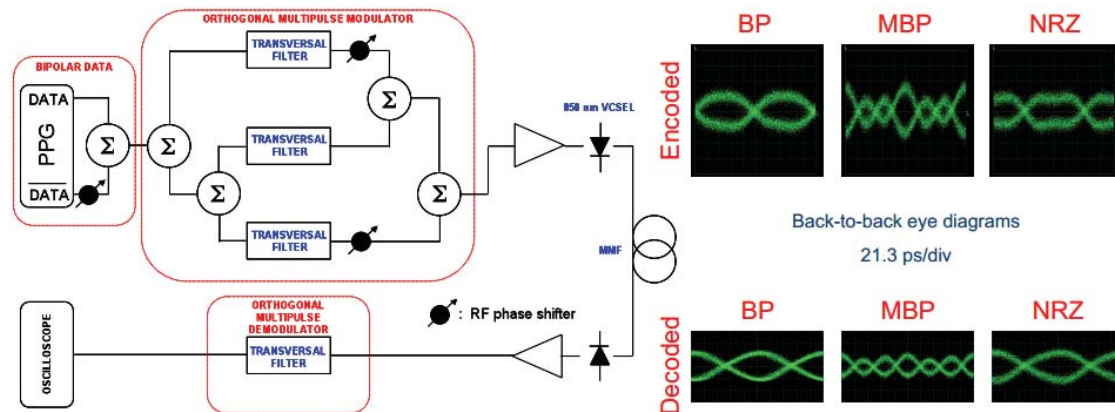 ORTHOGONAL MULTIPULSE MODULATOR
BIPOLAR DATA
DATA
PPG
DATA
Σ
Σ
Σ
Σ
Σ
TRANSVERSAL
FILTER
TRANSVERSAL
FILTER
TRANSVERSAL
FILTER
850 nm VCSEL
MMF
OSCILLOSCOPE
ORTHOGONAL
MULTIPULSE
DEMODULATOR
TRANSVERSAL
FILTER
: RF phase shifter
BP MBP NRZ
Encoded
Back-to-back eye diagrams
21.3 ps/div
BP MBP NRZ
Decoded